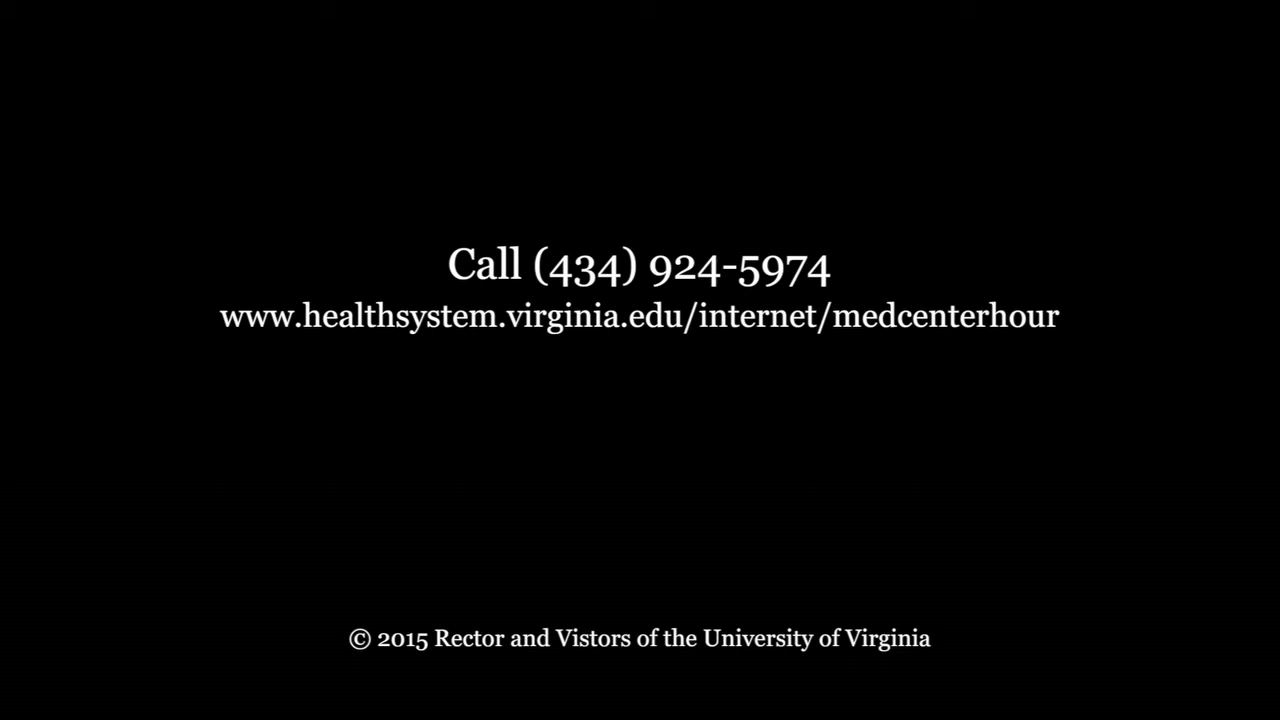 Call (434) 924-5974
www.healthsystem.virginia.edu/internet/medcenterhour
© 2015 Rector and Vistors of the University of Virginia